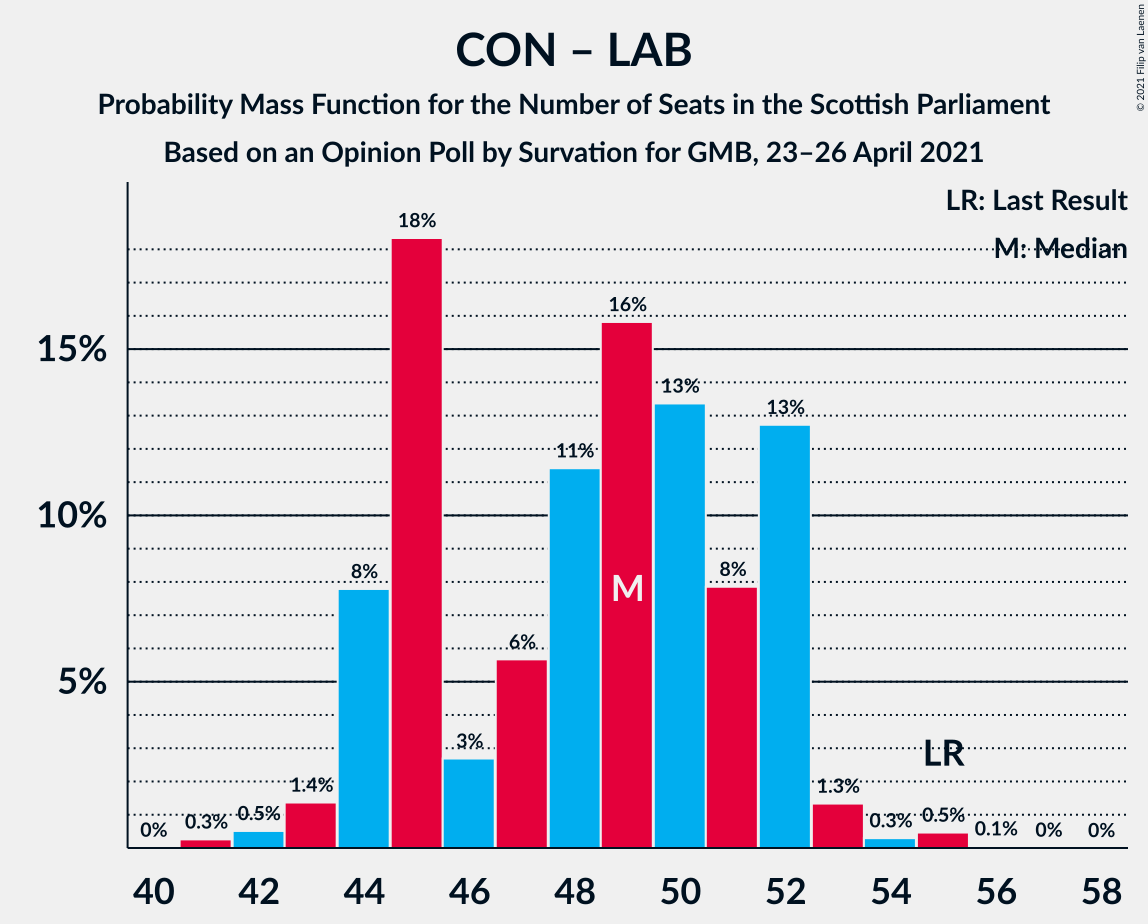 CON – LAB
Probability Mass Function for the Number of Seats in the Scottish Parliament
Based on an Opinion Poll by Survation for GMB, 23–26 April 2021
© 2021 Filip van Laenen
LR: Last Result
M: Median
15%
10%
5%
0%
0.3%
0.5%
1.4%
8%
18%
3%
6%
11%
16%
13%
8%
13%
1.3%
0.3%
0.5%
0.1%
0%
0%
M
LR
40 42 44 46 48 50 52 54 56 58